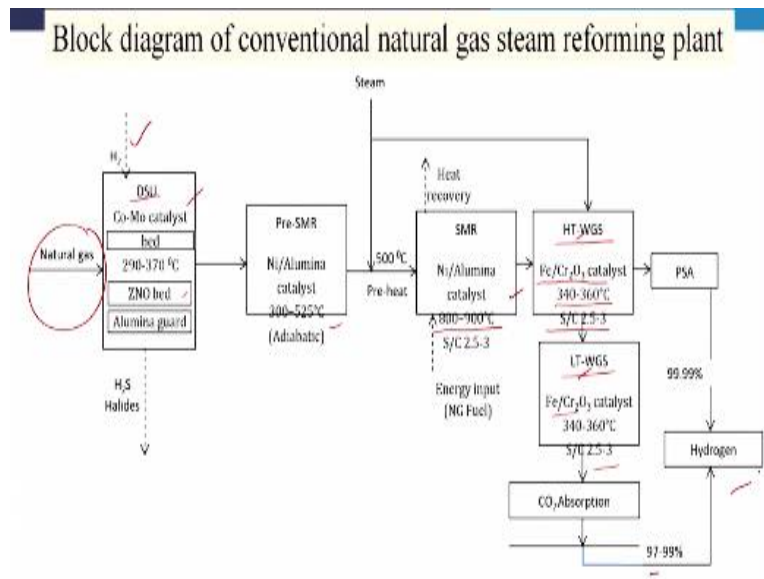 Block diagram of conventional natural gas steam reforming plant
Steam
H₂
DSU
Co-Mo catalyst
bed
290-370 ⁰C
ZNO bed
Alumina guard
Natural gas
H₂S
Halides
Pre-SMR
Ni/Alumina
catalyst
300–525°C
(Adiabatic)
500 ⁰C
Pre-heat
Heat
recovery
SMR
Ni/Alumina
catalyst
800–900°C
S/C 2.5-3
Energy input
(NG Fuel)
HT-WGS
Fe/Cr₂O₃ catalyst
340-360°C
S/C 2.5-3
LT-WGS
Fe/Cr₂O₃ catalyst
340-360°C
S/C 2.5-3
CO₂Absorption
PSA
99.99%
Hydrogen
97-99%